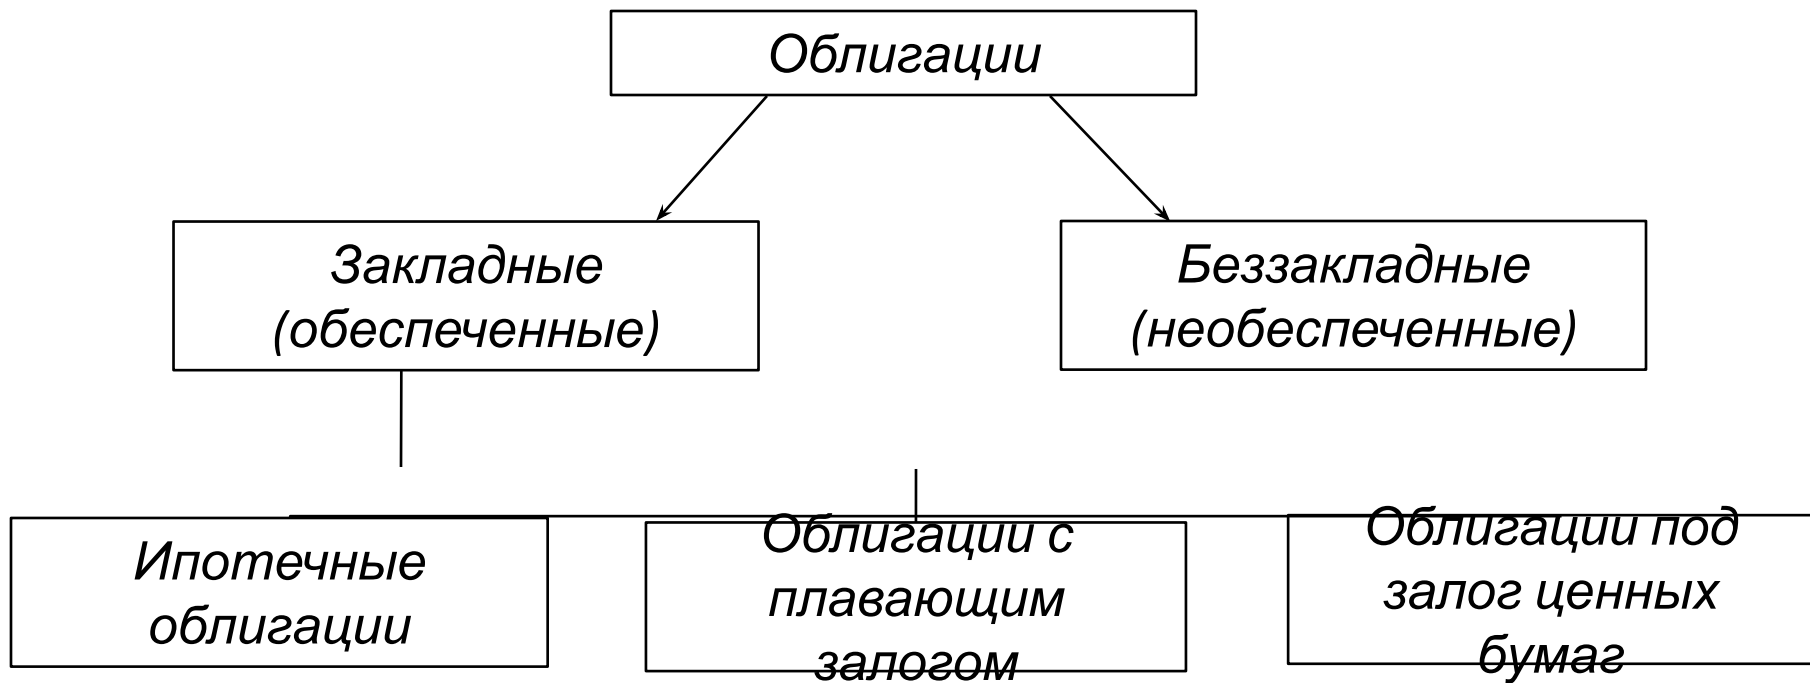 Облигации
Закладные
(обеспеченные)
Беззакладные
(необеспеченные)
Ипотечные
облигации
Облигации с
плавающим
залогом
Облигации под
залог ценных
бумаг